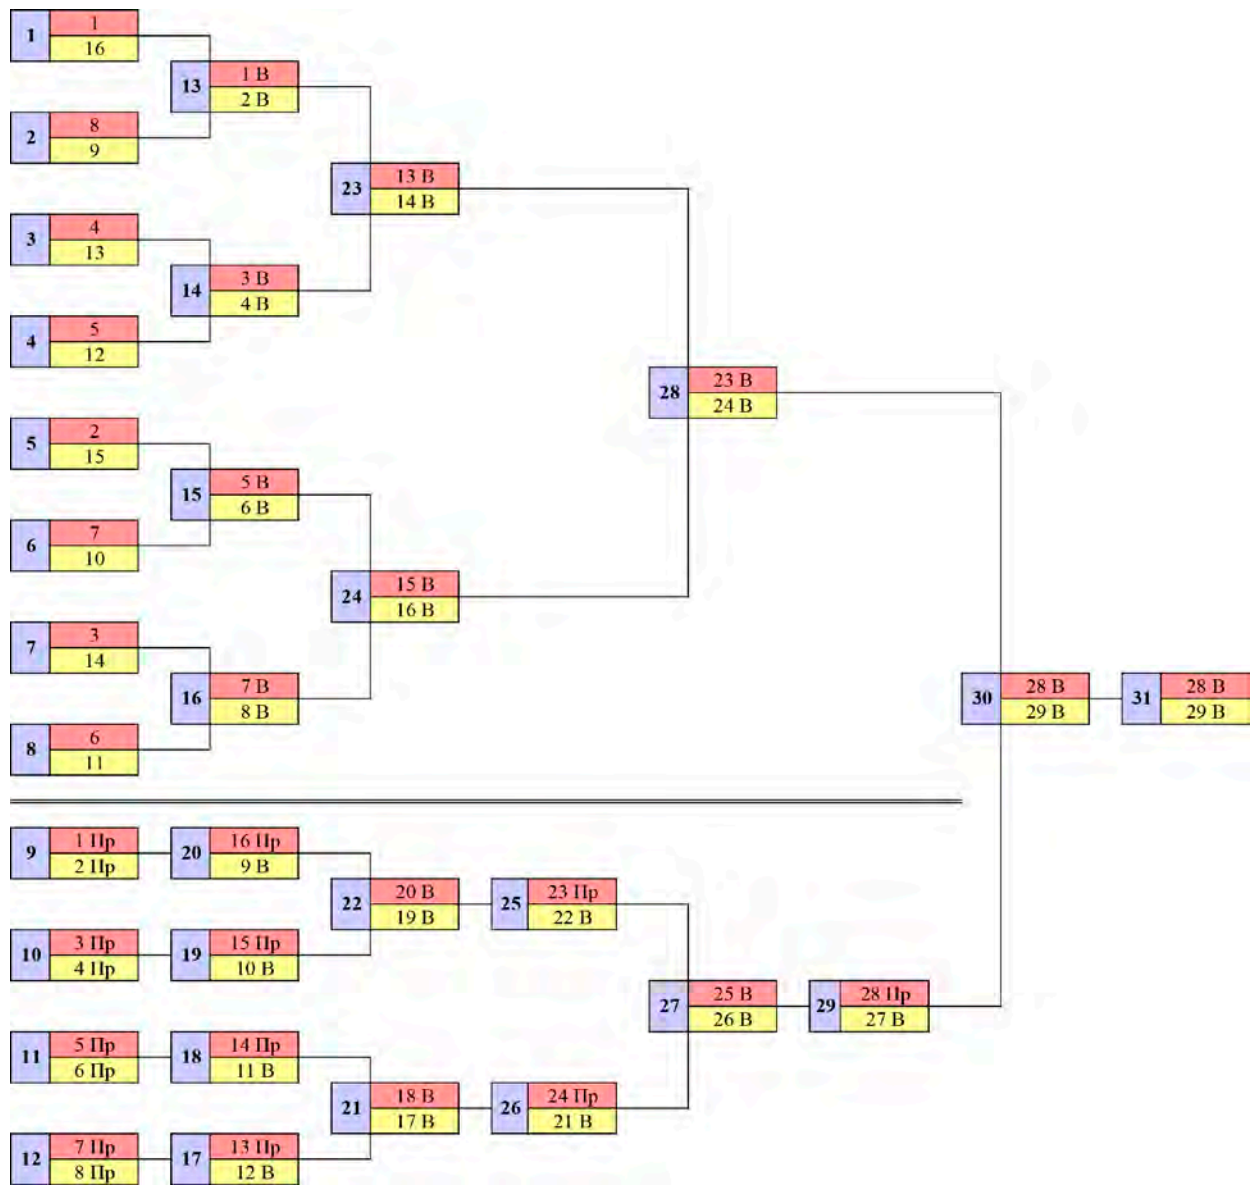 1
1
16
13
1 В
2 В
2
8
9
23
13 В
14 В
3
4
13
14
3 В
4 В
4
5
12
28
23 В
24 В
5
2
15
15
5 В
6 В
6
7
10
24
15 В
16 В
7
3
14
16
7 В
8 В
30
28 В
29 В
31
28 В
29 В
8
6
11
9
1 Пр
2 Пр
20
16 Пр
9 В
22
20 В
19 В
25
23 Пр
22 В
10
3 Пр
4 Пр
19
15 Пр
10 В
27
25 В
26 В
29
28 Пр
27 В
11
5 Пр
6 Пр
18
14 Пр
11 В
21
18 В
17 В
26
24 Пр
21 В
12
7 Пр
8 Пр
17
13 Пр
12 В